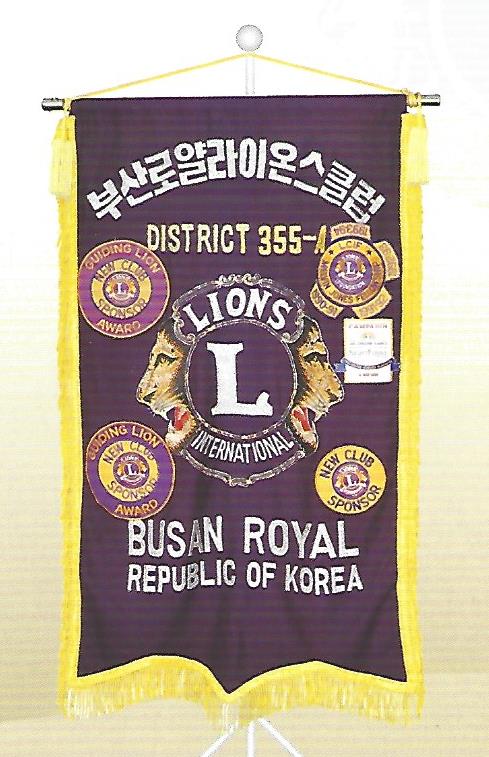 부산로얄라이온스클럽
DISTRICT 355-A
GUIDING LION
NEW CLUB
L
SPONSOR
AWARD
LCIF
LIONS
L
INTERNATIONAL
GUIDING LION
NEW CLUB
L
SPONSOR
AWARD
NEW CLUB
L
SPONSOR
BUSAN ROYAL
REPUBLIC OF KOREA